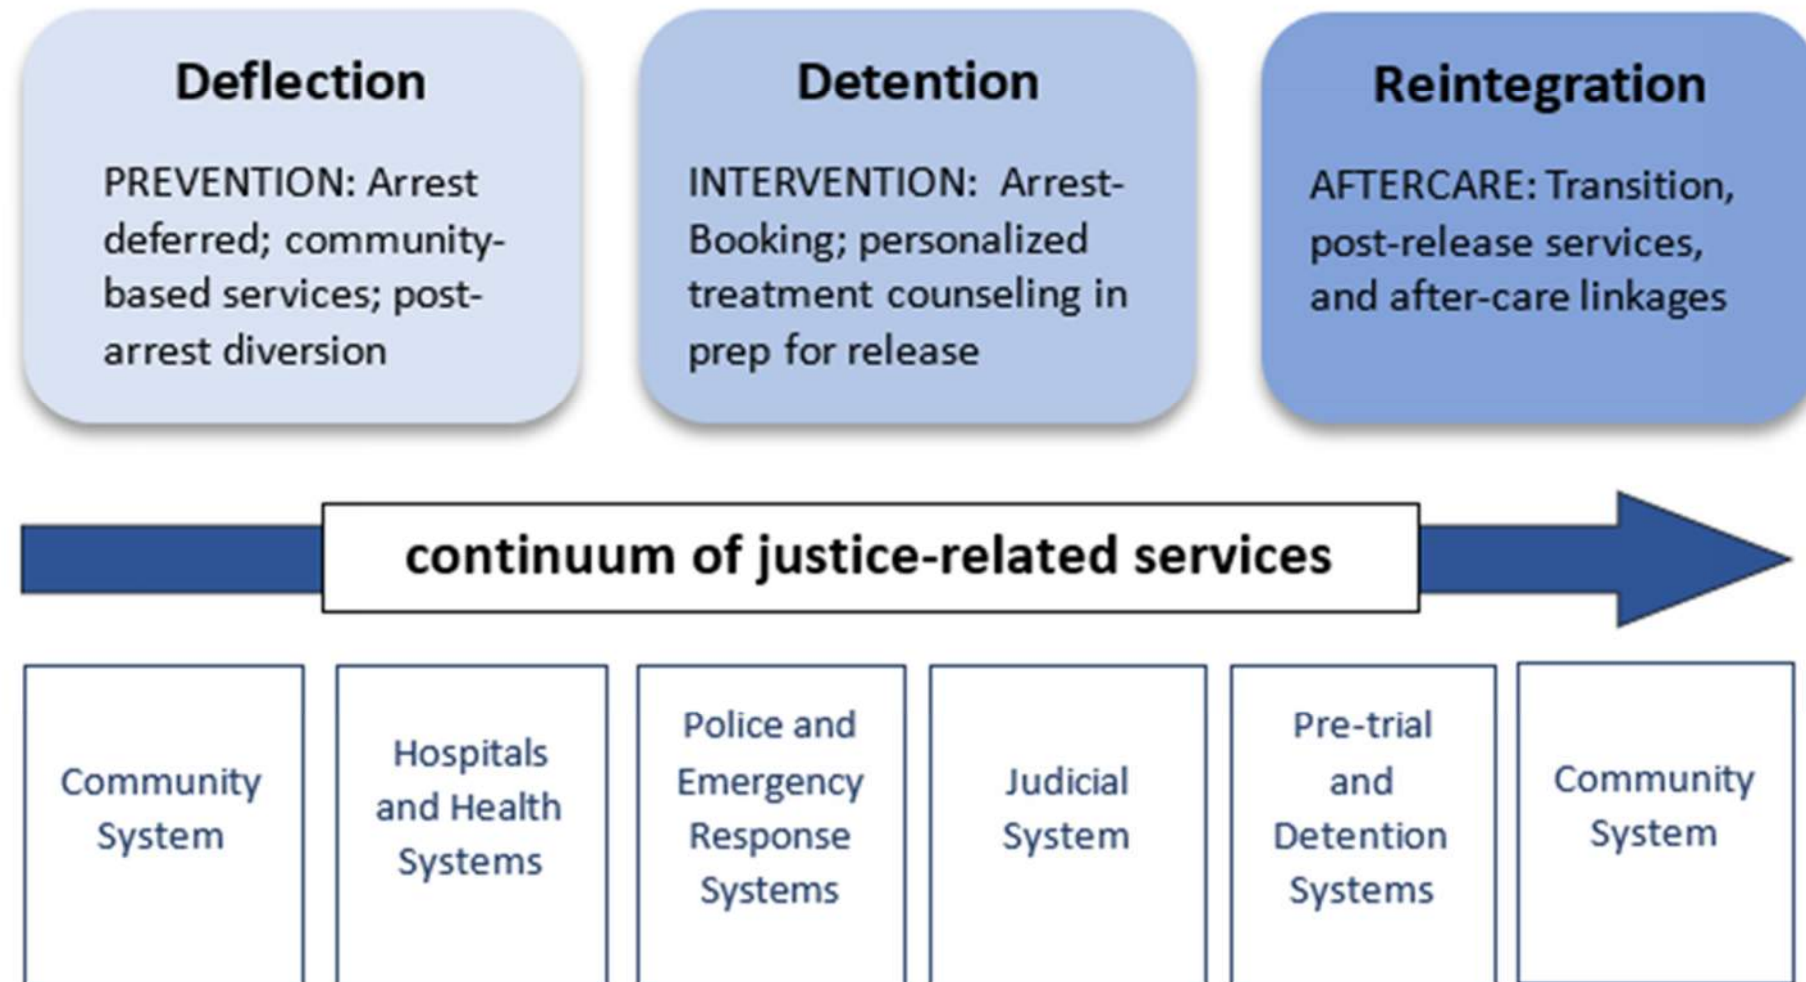 Deflection
PREVENTION: Arrest
deferred; community-
based services; post-
arrest diversion
Detention
INTERVENTION:  Arrest-
Booking; personalized
treatment counseling in
prep for release
Reintegration
AFTERCARE: Transition,
post-release services,
and after-care linkages
continuum of justice-related services
Community
System
Hospitals
and Health
Systems
Police and
Emergency
Response
Systems
Judicial
System
Pre-trial
and
Detention
Systems
Community
System